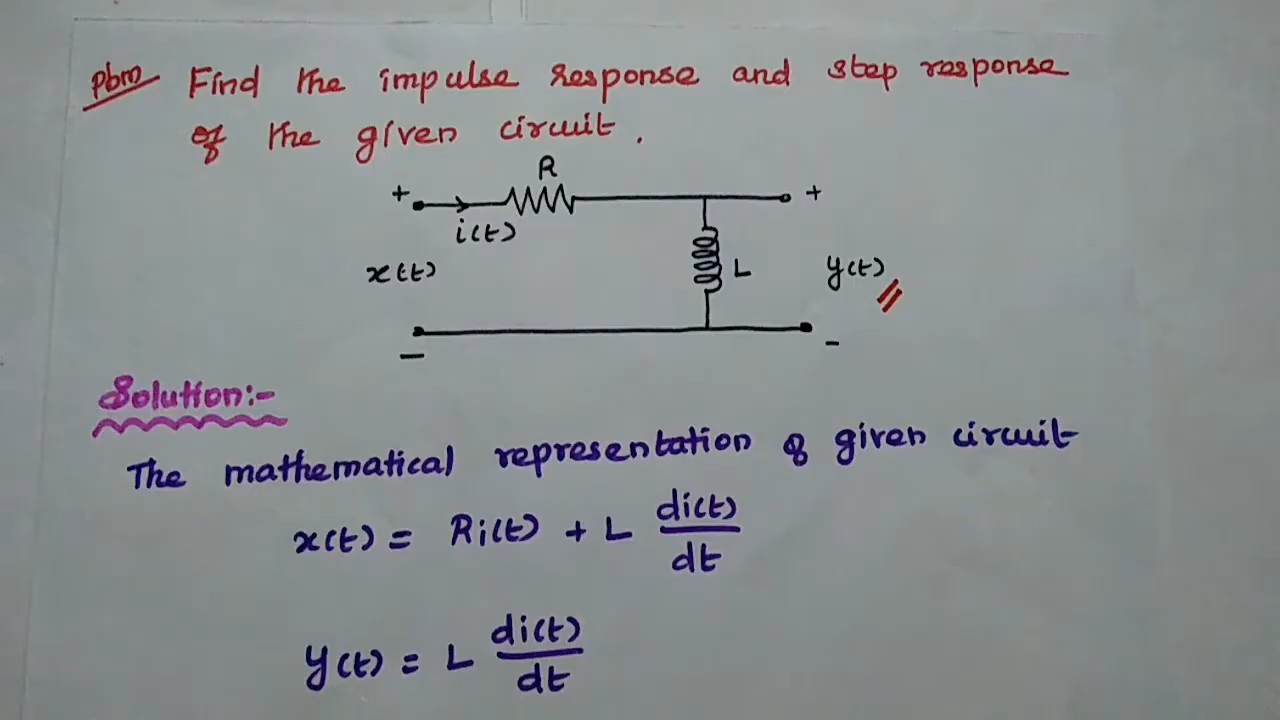 Pbm Find the impulse response and step response
of the given circuit.
R
+ +
i(t)
x(t) L y(t)
- -
Solution:-
The mathematical representation of given circuit
x(t) = Ri(t) + L di(t)/dt
y(t) = L di(t)/dt